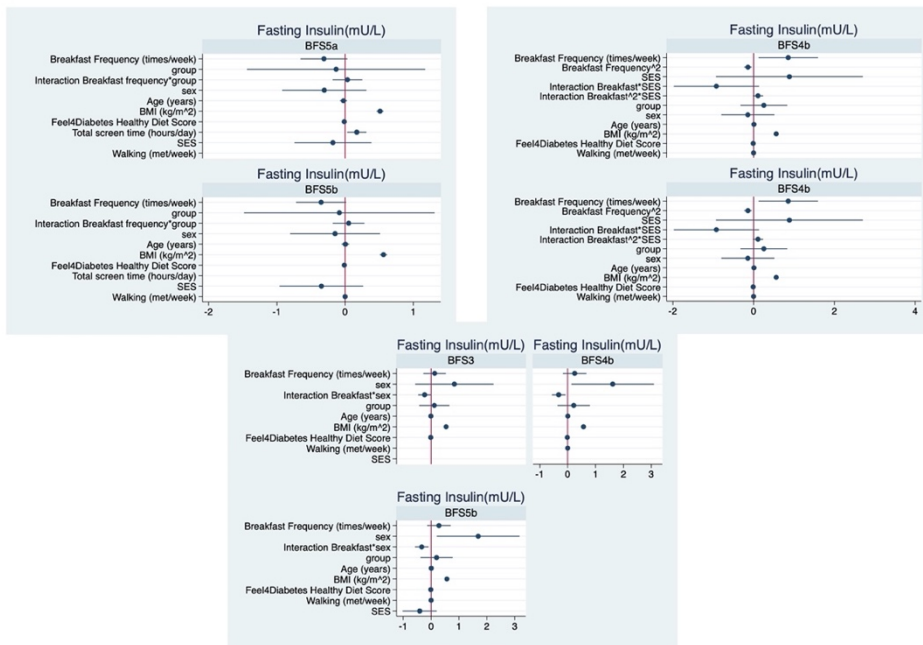 Fasting Insulin(mU/L)
BFS5a
Breakfast Frequency (times/week)
group
Interaction Breakfast frequency*group
sex
Age (years)
BMI (kg/m^2)
Feel4Diabetes Healthy Diet Score
Total screen time (hours/day)
SES
Walking (met/week)
Fasting Insulin(mU/L)
BFS5b
Breakfast Frequency (times/week)
group
Interaction Breakfast frequency*group
sex
Age (years)
BMI (kg/m^2)
Feel4Diabetes Healthy Diet Score
Total screen time (hours/day)
SES
Walking (met/week)
-2 -1 0 1
Fasting Insulin(mU/L)
BFS4b
Breakfast Frequency (times/week)
Breakfast Frequency^2
SES
Interaction Breakfast*SES
Interaction Breakfast^2*SES
group
sex
Age (years)
BMI (kg/m^2)
Feel4Diabetes Healthy Diet Score
Walking (met/week)
Fasting Insulin(mU/L)
BFS4b
Breakfast Frequency (times/week)
Breakfast Frequency^2
SES
Interaction Breakfast*SES
Interaction Breakfast^2*SES
group
sex
Age (years)
BMI (kg/m^2)
Feel4Diabetes Healthy Diet Score
Walking (met/week)
-2 0 2 4
Fasting Insulin(mU/L) Fasting Insulin(mU/L)
BFS3 BFS4b
Breakfast Frequency (times/week)
sex
Interaction Breakfast*sex
group
Age (years)
BMI (kg/m^2)
Feel4Diabetes Healthy Diet Score
Walking (met/week)
SES
-1 0 1 2 3
Fasting Insulin(mU/L)
BFS5b
Breakfast Frequency (times/week)
sex
Interaction Breakfast*sex
group
Age (years)
BMI (kg/m^2)
Feel4Diabetes Healthy Diet Score
Walking (met/week)
SES
-1 0 1 2 3